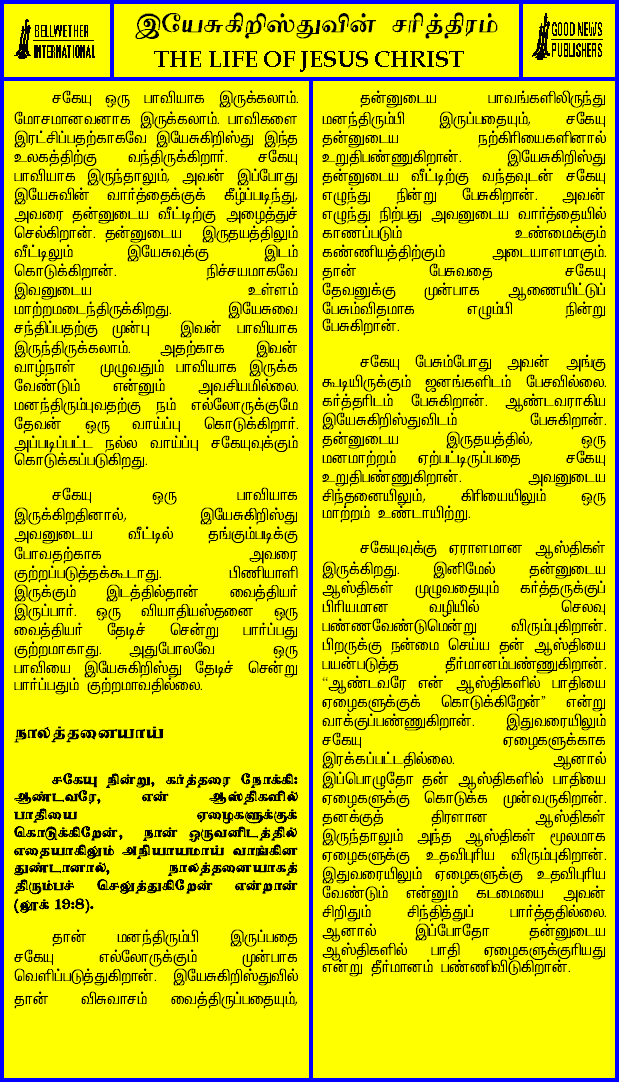 BELLWETHER
INTERNATIONAL
இயேசுகிறிஸ்துவின் சரித்திரம்
THE LIFE OF JESUS CHRIST
GOOD NEWS
PUBLISHERS
சகேயு ஒரு பாவியாக இருக்கலாம்.
மோசமானவனாக இருக்கலாம். பாவிகளை
இரட்சிப்பதற்காகவே இயேசுகிறிஸ்து இந்த
உலகத்திற்கு வந்திருக்கிறார். சகேயு
பாவியாக இருந்தாலும், அவன் இப்போது
இயேசுவின் வார்த்தைக்குக் கீழ்ப்படிந்து,
அவரை தன்னுடைய வீட்டிற்கு அழைத்துச்
செல்கிறான். தன்னுடைய இருதயத்திலும்
வீட்டிலும் இயேசுவுக்கு இடம்
கொடுக்கிறான். நிச்சயமாகவே
இவனுடைய உள்ளம்
மாற்றமடைந்திருக்கிறது. இயேசுவை
சந்திப்பதற்கு முன்பு இவன் பாவியாக
இருந்திருக்கலாம். அதற்காக இவன்
வாழ்நாள் முழுவதும் பாவியாக இருக்க
வேண்டும் என்னும் அவசியமில்லை.
மனந்திரும்புவதற்கு நம் எல்லோருக்குமே
தேவன் ஒரு வாய்ப்பு கொடுக்கிறார்.
அப்படிப்பட்ட நல்ல வாய்ப்பு சகேயுவுக்கும்
கொடுக்கப்படுகிறது.
சகேயு ஒரு பாவியாக
இருக்கிறதினால், இயேசுகிறிஸ்து
அவனுடைய வீட்டில் தங்கும்படிக்கு
போவதற்காக அவரை
குற்றப்படுத்தக்கூடாது. பிணியாளி
இருக்கும் இடத்தில்தான் வைத்தியர்
இருப்பார். ஒரு வியாதியஸ்தனை ஒரு
வைத்தியர் தேடிச் சென்று பார்ப்பது
குற்றமாகாது. அதுபோலவே ஒரு
பாவியை இயேசுகிறிஸ்து தேடிச் சென்று
பார்ப்பதும் குற்றமாவதில்லை.
நாலத்தனையாய்
சகேயு நின்று, கர்த்தரை நோக்கி:
ஆண்டவரே, என் ஆஸ்திகளில்
பாதியை ஏழைகளுக்குக்
கொடுக்கிறேன், நான் ஒருவனிடத்தில்
எதையாகிலும் அநியாயமாய் வாங்கின
துண்டானால், நாலத்தனையாகத்
திரும்பச் செலுத்துகிறேன் என்றான்
(லூக் 19:8).
தான் மனந்திரும்பி இருப்பதை
சகேயு எல்லோருக்கும் முன்பாக
வெளிப்படுத்துகிறான். இயேசுகிறிஸ்துவில்
தான் விசுவாசம் வைத்திருப்பதையும்,
தன்னுடைய பாவங்களிலிருந்து
மனந்திரும்பி இருப்பதையும், சகேயு
தன்னுடைய நற்கிரியைகளினால்
உறுதிபண்ணுகிறான். இயேசுகிறிஸ்து
தன்னுடைய வீட்டிற்கு வந்தவுடன் சகேயு
எழுந்து நின்று பேசுகிறான். அவன்
எழுந்து நிற்பது அவனுடைய வார்த்தையில்
காணப்படும் உண்மைக்கும்
கண்ணியத்திற்கும் அடையாளமாகும்.
தான் பேசுவதை சகேயு
தேவனுக்கு முன்பாக ஆணையிட்டுப்
பேசும்விதமாக எழும்பி நின்று
பேசுகிறான்.
சகேயு பேசும்போது அவன் அங்கு
கூடியிருக்கும் ஜனங்களிடம் பேசவில்லை.
கர்த்தரிடம் பேசுகிறான். ஆண்டவராகிய
இயேசுகிறிஸ்துவிடம் பேசுகிறான்.
தன்னுடைய இருதயத்தில், ஒரு
மனமாற்றம் ஏற்பட்டிருப்பதை சகேயு
உறுதிபண்ணுகிறான். அவனுடைய
சிந்தனையிலும், கிரியையிலும் ஒரு
மாற்றம் உண்டாயிற்று.
சகேயுவுக்கு ஏராளமான ஆஸ்திகள்
இருக்கிறது. இனிமேல் தன்னுடைய
ஆஸ்திகள் முழுவதையும் கர்த்தருக்குப்
பிரியமான வழியில் செலவு
பண்ணவேண்டுமென்று விரும்புகிறான்.
பிறருக்கு நன்மை செய்ய தன் ஆஸ்தியை
பயன்படுத்த தீர்மானம்பண்ணுகிறான்.
“ஆண்டவரே என் ஆஸ்திகளில் பாதியை
ஏழைகளுக்குக் கொடுக்கிறேன்” என்று
வாக்குப்பண்ணுகிறான். இதுவரையிலும்
சகேயு ஏழைகளுக்காக
இரக்கப்பட்டதில்லை. ஆனால்
இப்பொழுதோ தன் ஆஸ்திகளில் பாதியை
ஏழைகளுக்கு கொடுக்க முன்வருகிறான்.
தனக்குத் திரளான ஆஸ்திகள்
இருந்தாலும் அந்த ஆஸ்திகள் மூலமாக
ஏழைகளுக்கு உதவிபுரிய விரும்புகிறான்.
இதுவரையிலும் ஏழைகளுக்கு உதவிபுரிய
வேண்டும் என்னும் கடமையை அவன்
சிறிதும் சிந்தித்துப் பார்த்ததில்லை.
ஆனால் இப்போதோ தன்னுடைய
ஆஸ்திகளில் பாதி ஏழைகளுக்குரியது
என்று தீர்மானம் பண்ணிவிடுகிறான்.